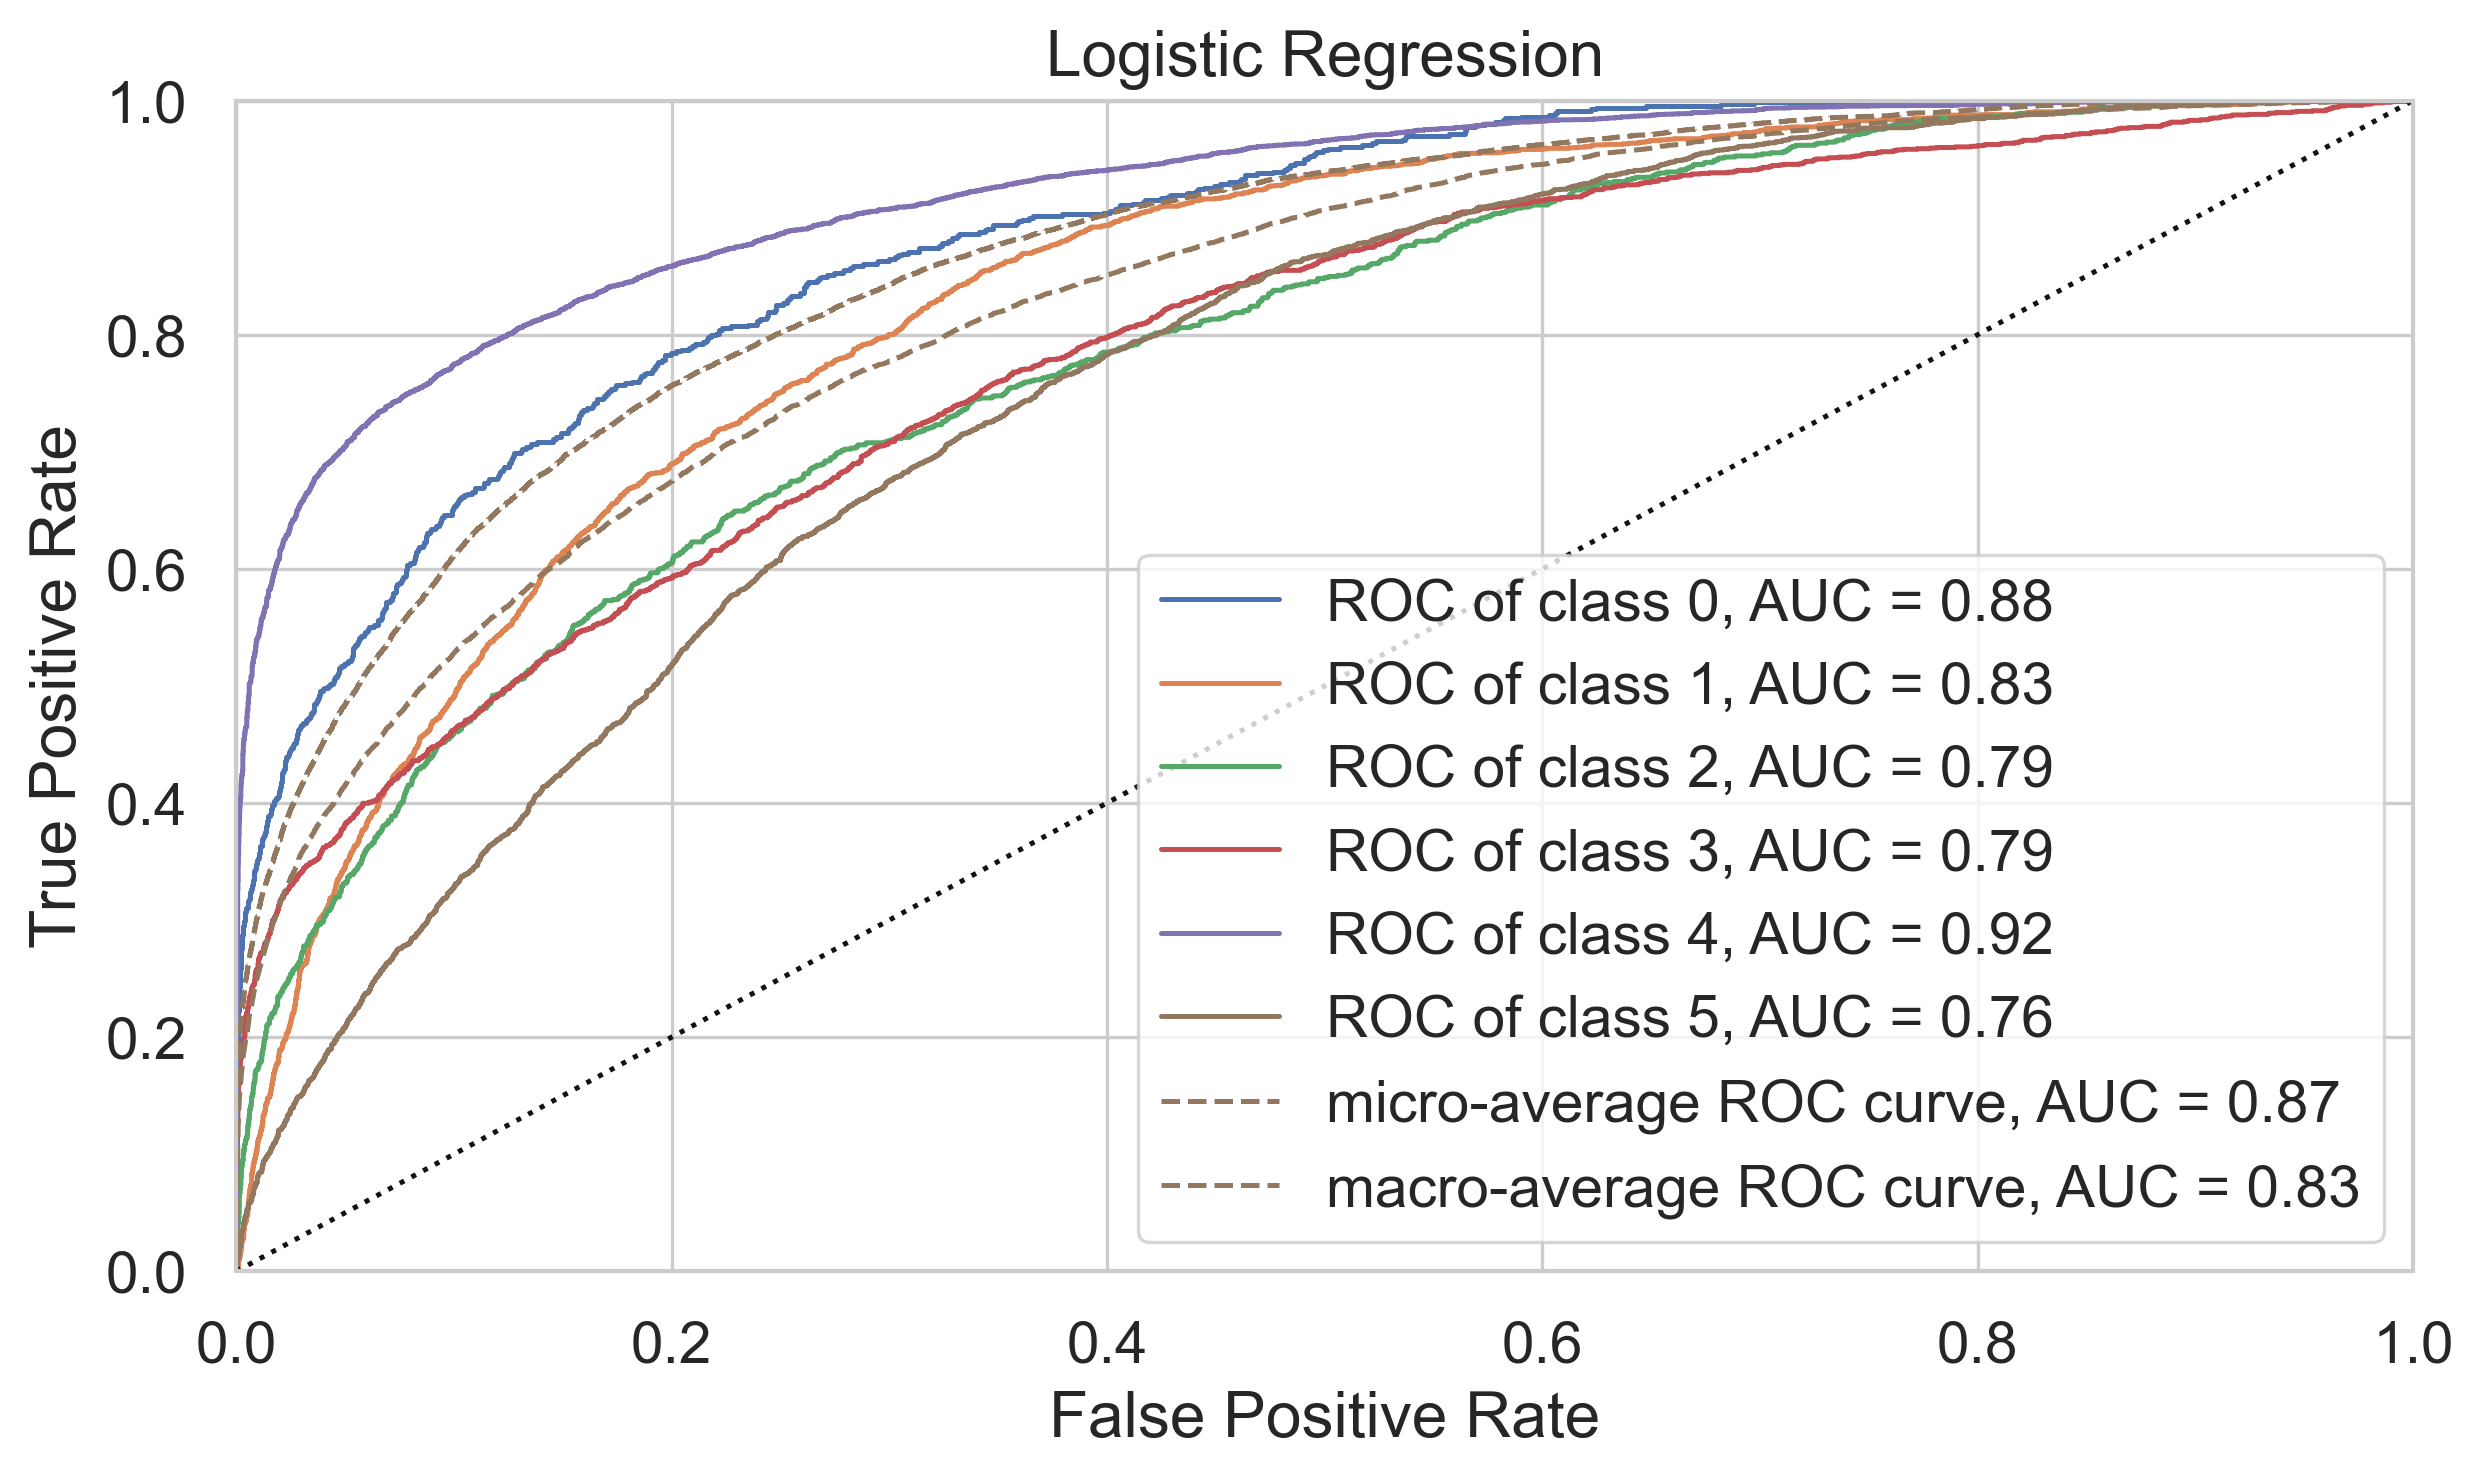 Logistic Regression
1.0
0.8
0.6
0.4
0.2
0.0
True Positive Rate
ROC of class 0, AUC = 0.88
ROC of class 1, AUC = 0.83
ROC of class 2, AUC = 0.79
ROC of class 3, AUC = 0.79
ROC of class 4, AUC = 0.92
ROC of class 5, AUC = 0.76
micro-average ROC curve, AUC = 0.87
macro-average ROC curve, AUC = 0.83
0.0 0.2 0.4 0.6 0.8 1.0
False Positive Rate